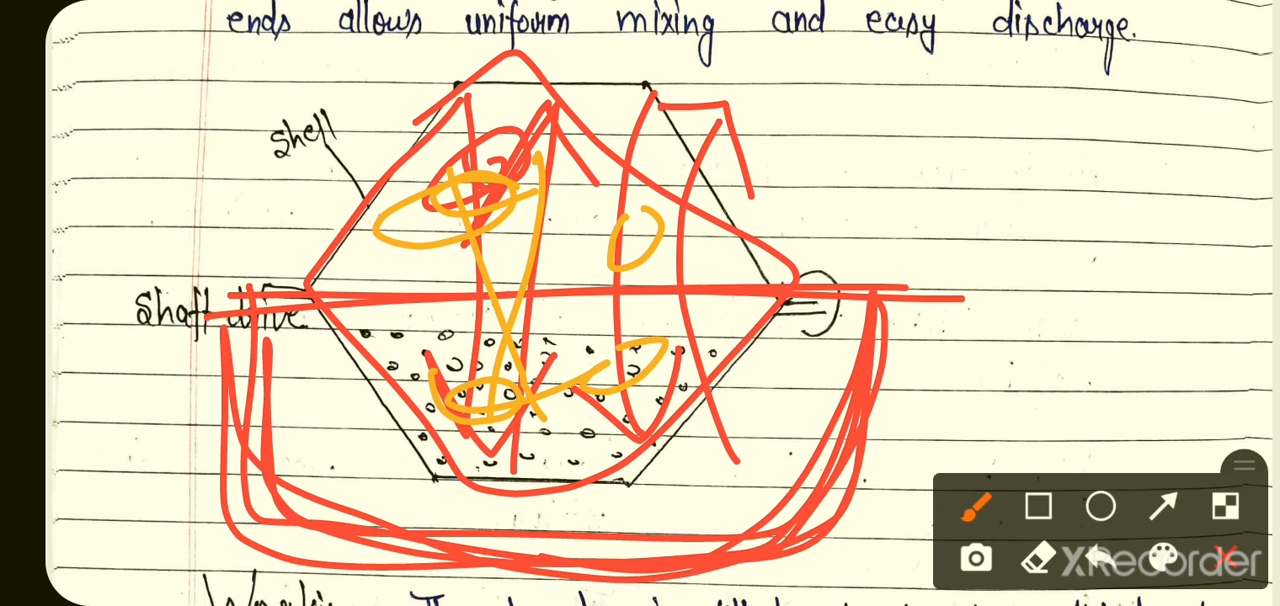 ends allows uniform mixing and easy discharge.
Shell
Shaft drive.
XRecorder